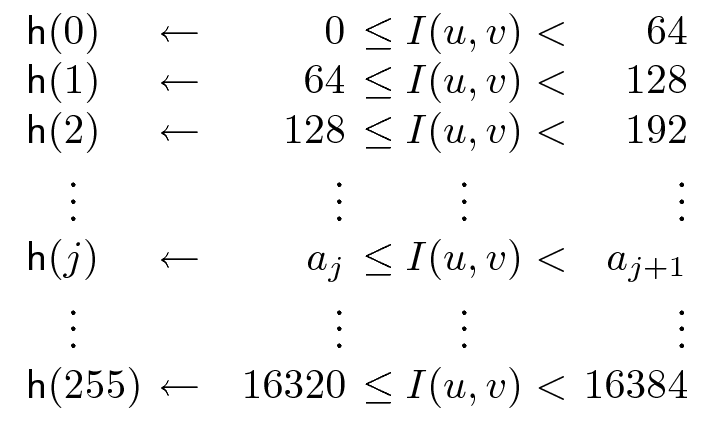 h(0) ← 0 ≤ I(u, v) < 64
h(1) ← 64 ≤ I(u, v) < 128
h(2) ← 128 ≤ I(u, v) < 192
⋮ ⋮ ⋮ ⋮
h(j) ← a_j ≤ I(u, v) < a_{j+1}
⋮ ⋮ ⋮ ⋮
h(255) ← 16320 ≤ I(u, v) < 16384